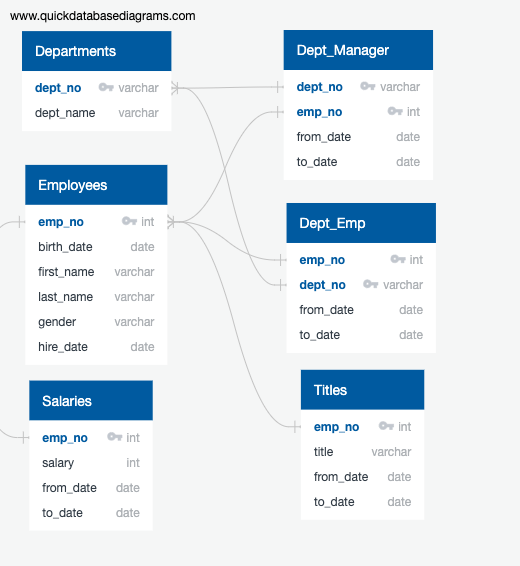 www.quickdatabasediagrams.com
Departments
dept_no varchar
dept_name varchar
Employees
emp_no int
birth_date date
first_name varchar
last_name varchar
gender varchar
hire_date date
Salaries
emp_no int
salary int
from_date date
to_date date
Dept_Manager
dept_no varchar
emp_no int
from_date date
to_date date
Dept_Emp
emp_no int
dept_no varchar
from_date date
to_date date
Titles
emp_no int
title varchar
from_date date
to_date date